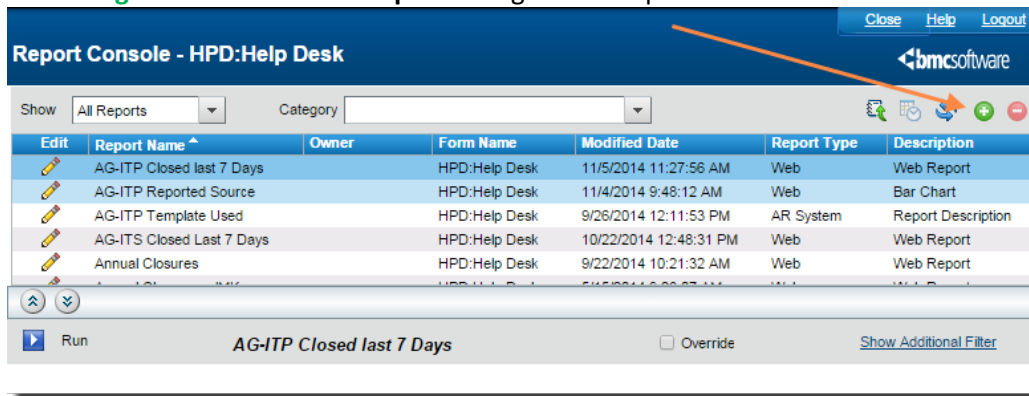 Close Help Logout
Report Console - HPD:Help Desk
bmcsoftware
Show All Reports Category
Edit Report Name Owner Form Name Modified Date Report Type Description
AG-ITP Closed last 7 Days HPD:Help Desk 11/5/2014 11:27:56 AM Web Web Report
AG-ITP Reported Source HPD:Help Desk 11/4/2014 9:48:12 AM Web Bar Chart
AG-ITP Template Used HPD:Help Desk 9/26/2014 12:11:53 PM AR System Report Description
AG-ITS Closed Last 7 Days HPD:Help Desk 10/22/2014 12:48:31 PM Web Web Report
Annual Closures HPD:Help Desk 9/22/2014 10:21:32 AM Web Web Report
Run AG-ITP Closed last 7 Days Override Show Additional Filter